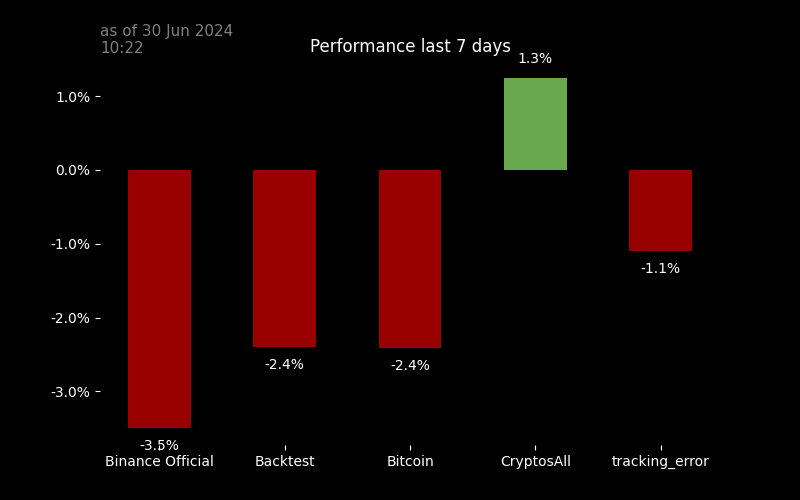 as of 30 Jun 2024
10:22
Performance last 7 days
1.3%
1.0%
0.0%
-1.0%
-1.1%
-2.0%
-2.4%
-2.4%
-3.0%
-3.5%
Binance Official
Backtest
Bitcoin
CryptosAll
tracking_error